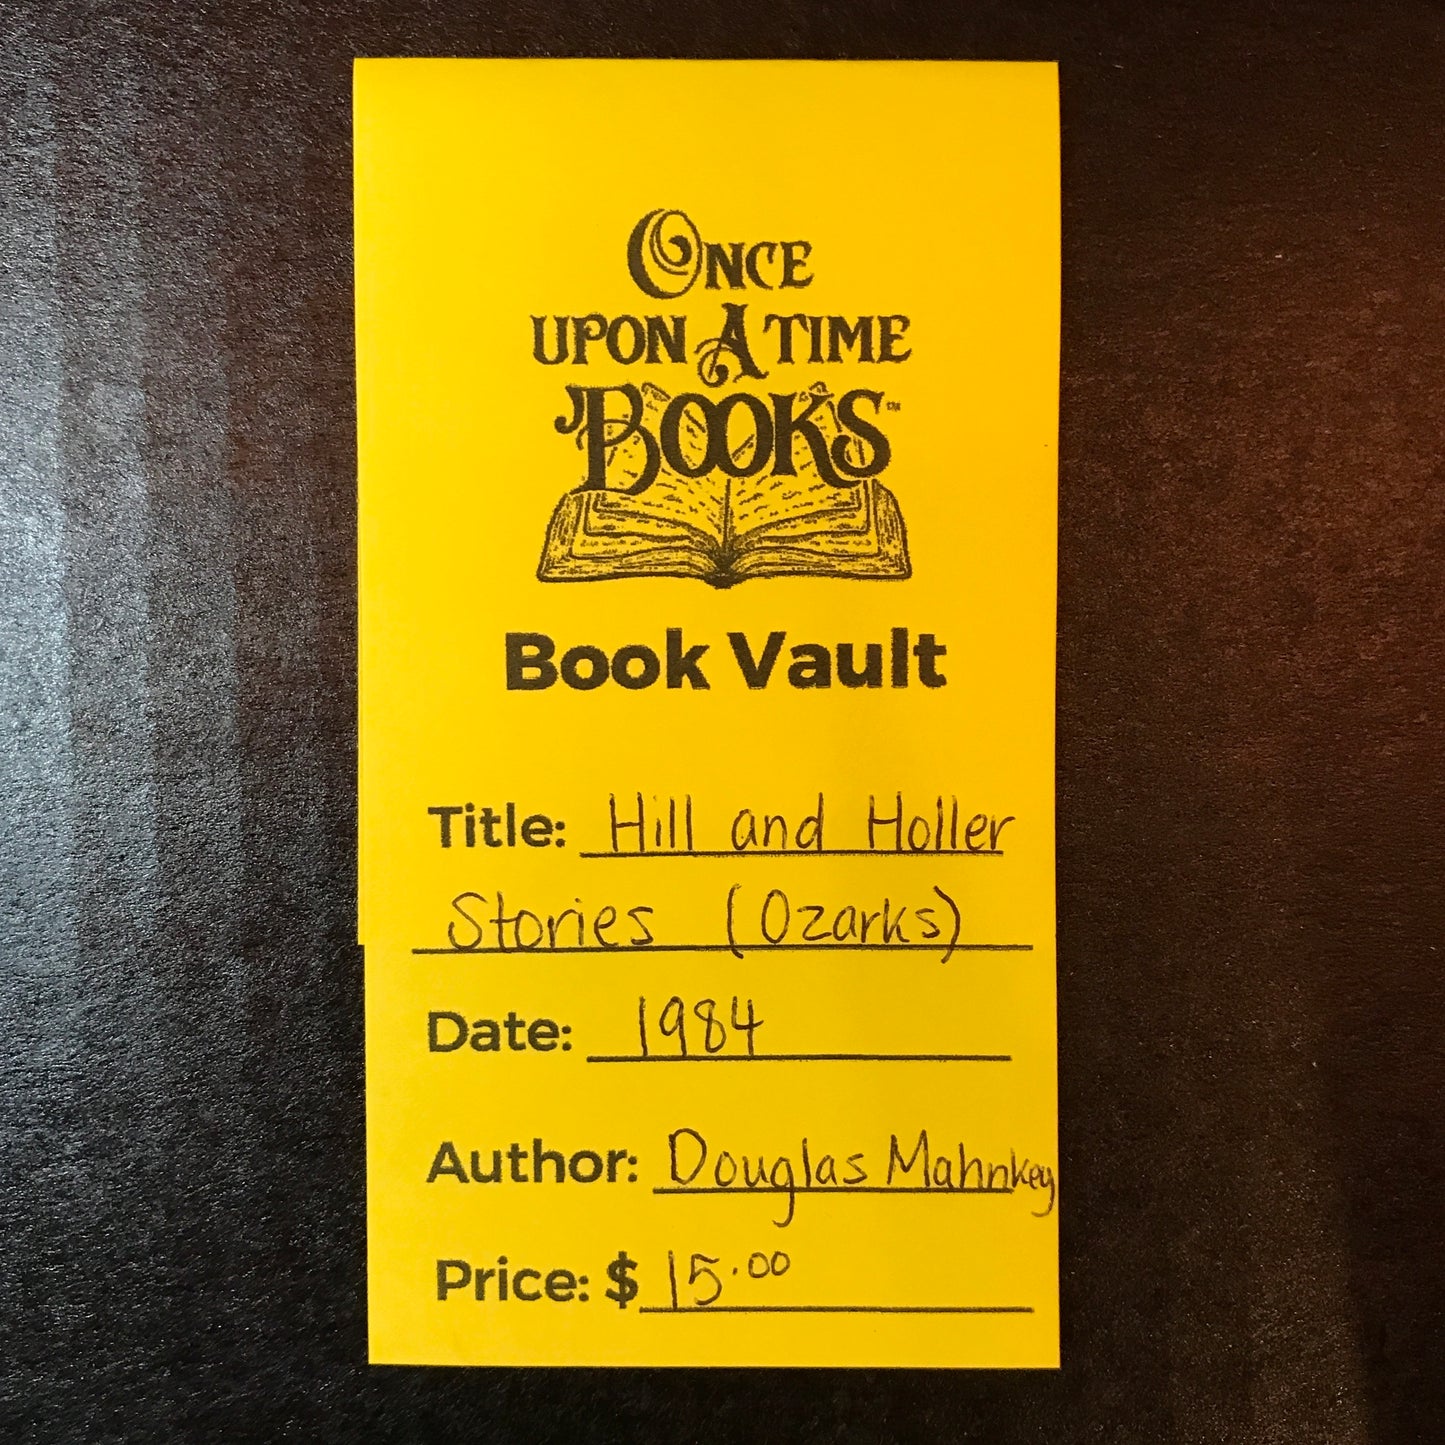 ONCE
UPON A TIME
BOOKS™
Book Vault
Title: Hill and Holler
Stories (Ozarks)
Date: 1984
Author: Douglas Mahnkey
Price: $ 15.00